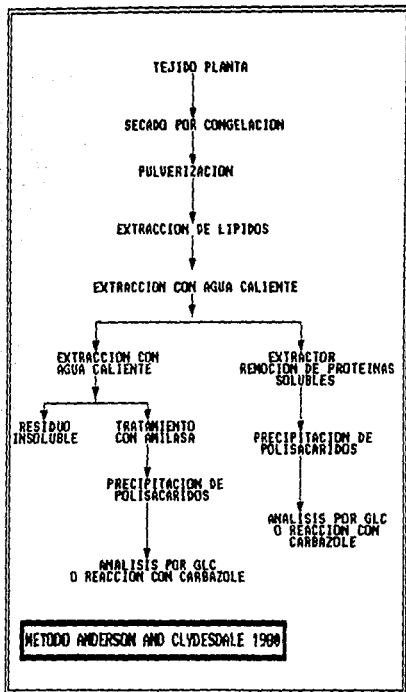 TEJIDO PLANTA
SECADO POR CONGELACION
PULVERIZACION
EXTRACCION DE LIPIDOS
EXTRACCION CON AGUA CALIENTE
EXTRACCION CON
AGUA CALIENTE
EXTRACTOR
REMOCION DE PROTEINAS
SOLUBLES
RESIDUO
INSOLUBLE
TRATAMIENTO
CON AMILASA
PRECIPITACION DE
POLISACARIDOS
PRECIPITACION DE
POLISACARIDOS
ANALISIS POR GLC
O REACCION CON
CARBAZOLE
ANALISIS POR GLC
O REACCION CON CARBAZOLE
METODO ANDERSON AND CLYDESDALE 1980